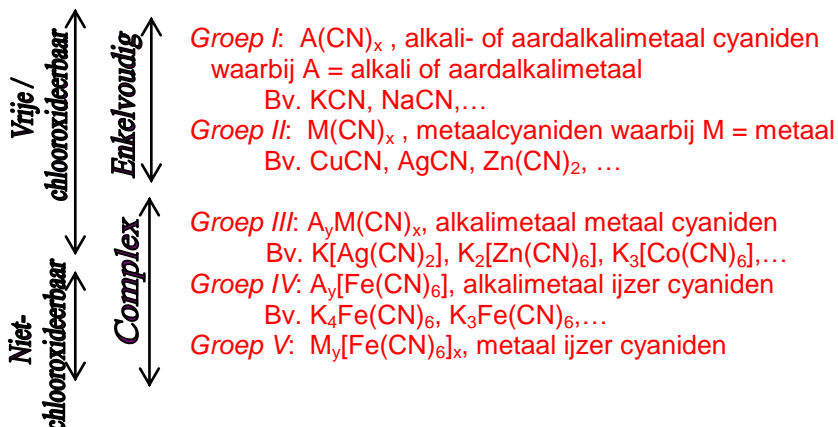 Vrije /
chlooroxideerbaar
Niet-
chlooroxideerbaar
Enkelvoudig
Complex
Groep I: A(CN)ₓ , alkali- of aardalkalimetaal cyaniden
waarbij A = alkali of aardalkalimetaal
Bv. KCN, NaCN,…
Groep II: M(CN)ₓ , metaalcyaniden waarbij M = metaal
Bv. CuCN, AgCN, Zn(CN)₂, …
Groep III: AᵧM(CN)ₓ, alkalimetaal metaal cyaniden
Bv. K[Ag(CN)₂], K₂[Zn(CN)₆], K₃[Co(CN)₆],…
Groep IV: Aᵧ[Fe(CN)₆], alkalimetaal ijzer cyaniden
Bv. K₄Fe(CN)₆, K₃Fe(CN)₆,…
Groep V: Mᵧ[Fe(CN)₆]ₓ, metaal ijzer cyaniden